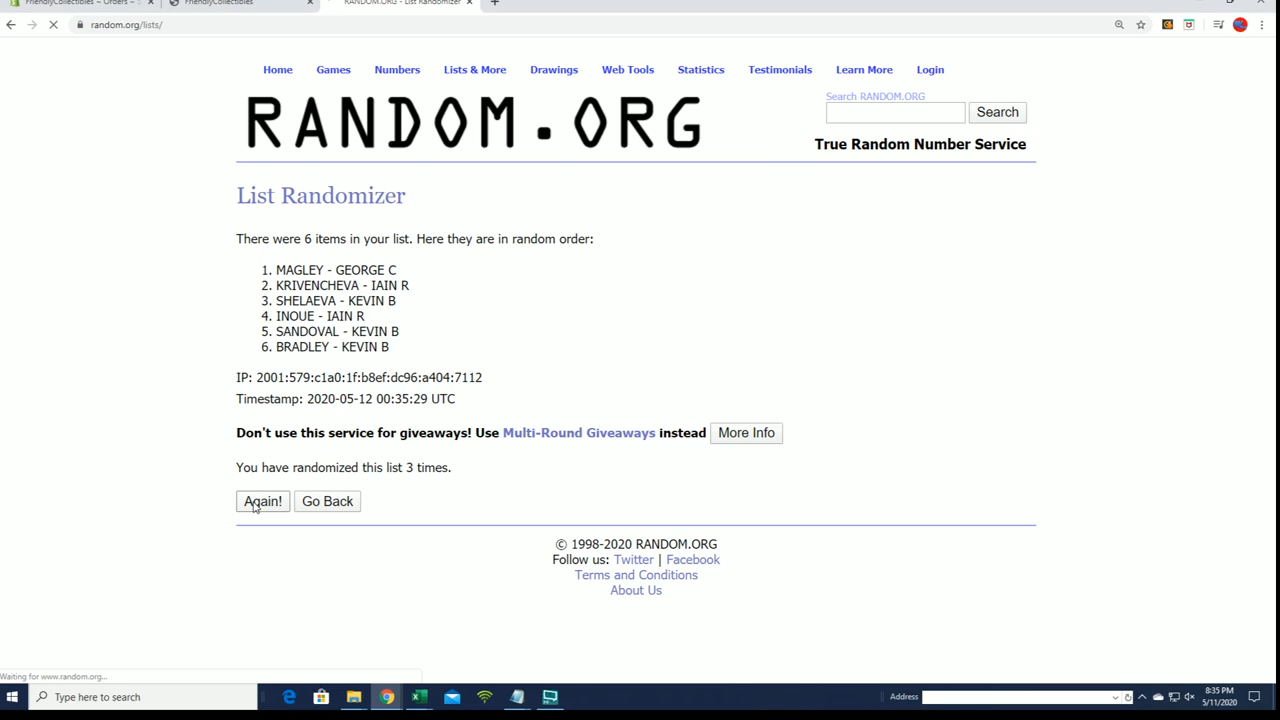 FriendlyCollectibles ~ Orders ~
FriendlyCollectibles
RANDOM.ORG - List Randomizer
random.org/lists/
Home Games Numbers Lists & More Drawings Web Tools Statistics Testimonials Learn More Login
RANDOM.ORG
Search RANDOM.ORG
Search
True Random Number Service
List Randomizer
There were 6 items in your list. Here they are in random order:
1. MAGLEY - GEORGE C
2. KRIVENCHEVA - IAIN R
3. SHELAEVA - KEVIN B
4. INOUE - IAIN R
5. SANDOVAL - KEVIN B
6. BRADLEY - KEVIN B
IP: 2001:579:c1a0:1f:b8ef:dc96:a404:7112
Timestamp: 2020-05-12 00:35:29 UTC
Don't use this service for giveaways! Use Multi-Round Giveaways instead More Info
You have randomized this list 3 times.
Again! Go Back
© 1998-2020 RANDOM.ORG
Follow us: Twitter | Facebook
Terms and Conditions
About Us
Waiting for www.random.org...
Type here to search
Address
8:35 PM
5/11/2020